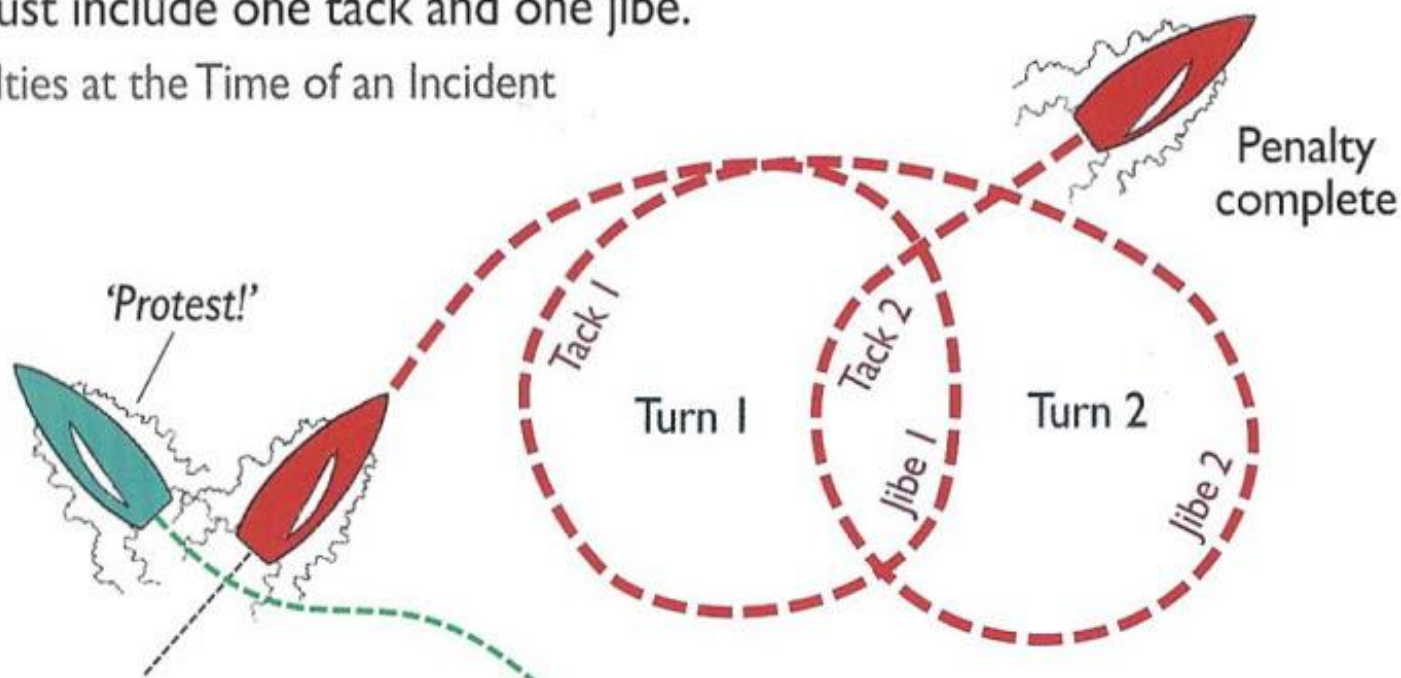 ust include one tack and one jibe.
lties at the Time of an Incident
Penalty
complete
'Protest!'
Tack 1
Turn 1
Tack 2
Jibe 1
Turn 2
Jibe 2